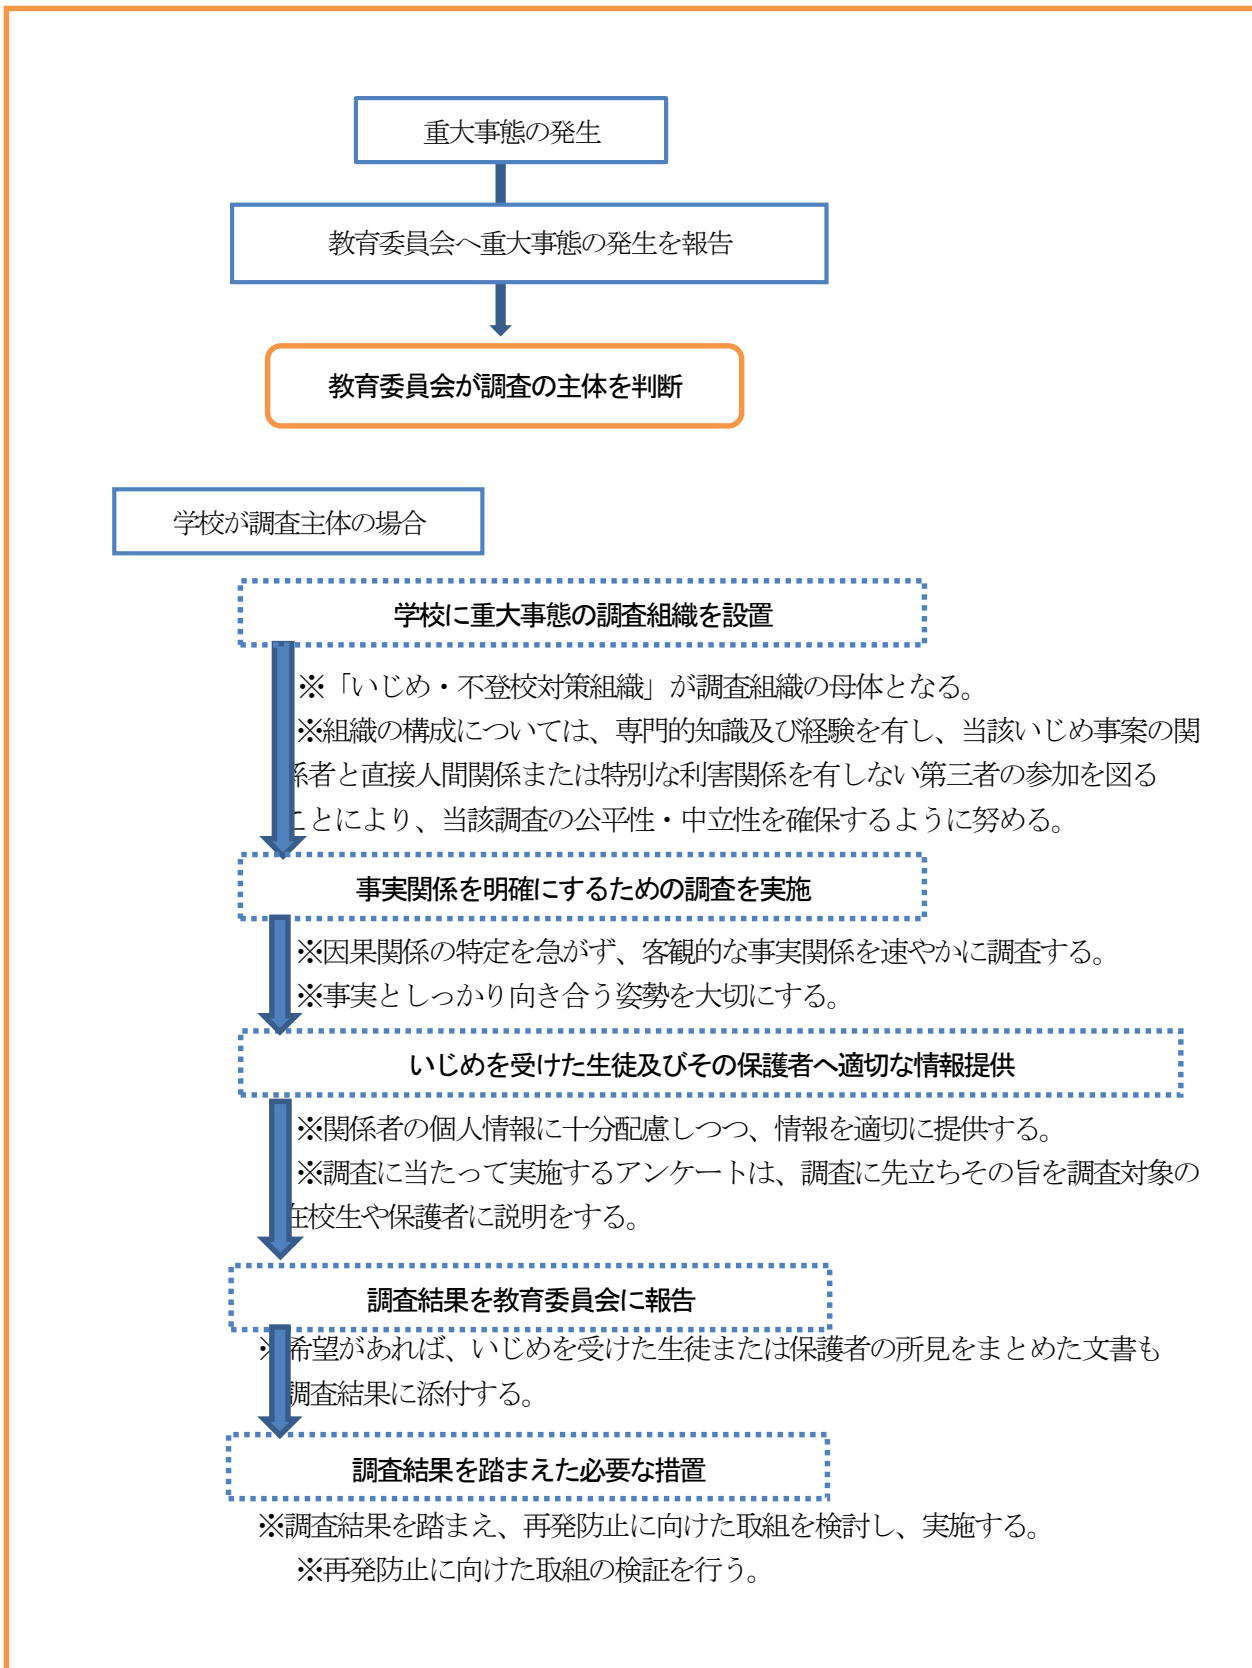 重大事態の発生
教育委員会へ重大事態の発生を報告
教育委員会が調査の主体を判断
学校が調査主体の場合
学校に重大事態の調査組織を設置
※「いじめ・不登校対策組織」が調査組織の母体となる。
※組織の構成については、専門的知識及び経験を有し、当該いじめ事案の関
係者と直接人間関係または特別な利害関係を有しない第三者の参加を図る
ことにより、当該調査の公平性・中立性を確保するように努める。
事実関係を明確にするための調査を実施
※因果関係の特定を急がず、客観的な事実関係を速やかに調査する。
※事実としっかり向き合う姿勢を大切にする。
いじめを受けた生徒及びその保護者へ適切な情報提供
※関係者の個人情報に十分配慮しつつ、情報を適切に提供する。
※調査に当たって実施するアンケートは、調査に先立ちその旨を調査対象の
在校生や保護者に説明をする。
調査結果を教育委員会に報告
※希望があれば、いじめを受けた生徒または保護者の所見をまとめた文書も
調査結果に添付する。
調査結果を踏まえた必要な措置
※調査結果を踏まえ、再発防止に向けた取組を検討し、実施する。
※再発防止に向けた取組の検証を行う。